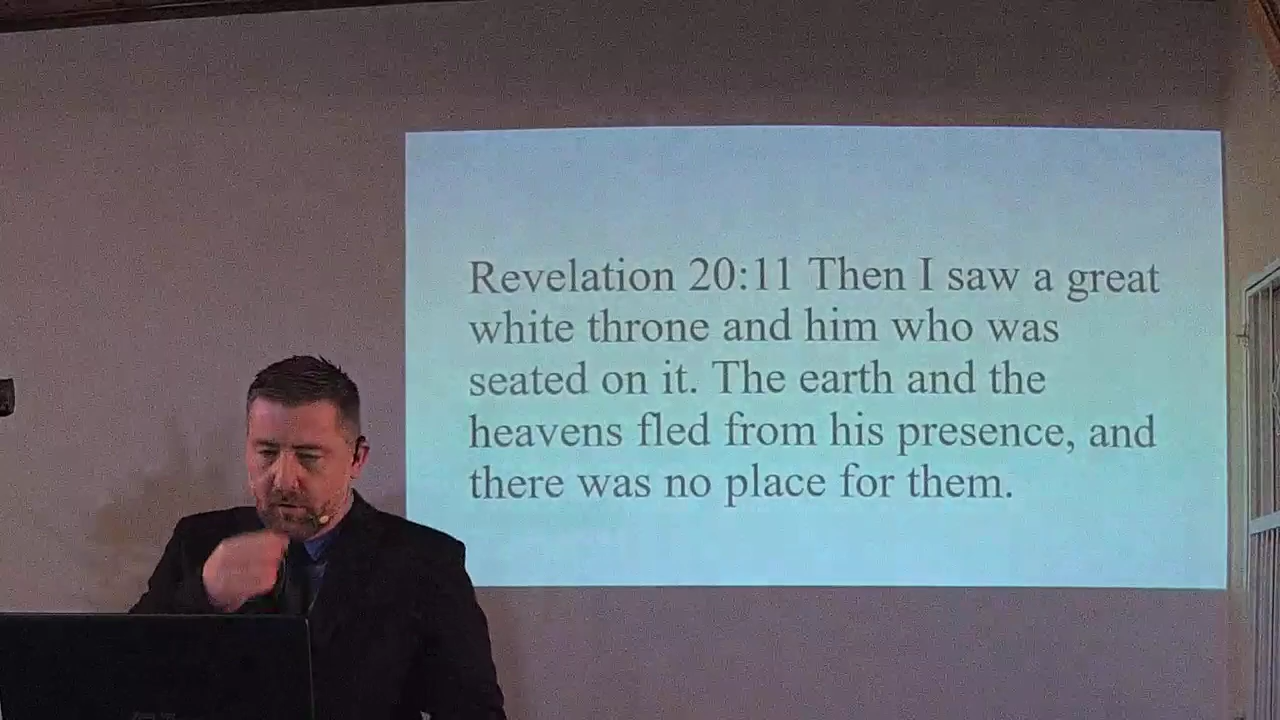 Revelation 20:11 Then I saw a great
white throne and him who was
seated on it. The earth and the
heavens fled from his presence, and
there was no place for them.